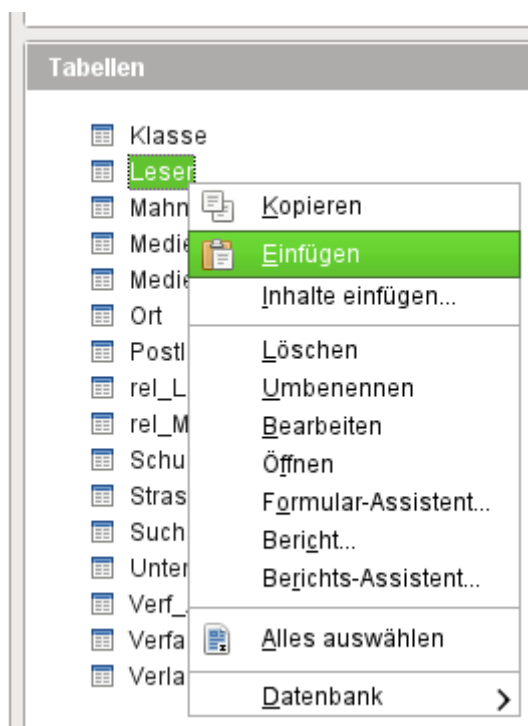 Tabellen
Klasse
Leser
Mahn
Kopieren
Medie
Einfügen
Medie
Inhalte einfügen...
Ort
Postl
Löschen
rel_L
Umbenennen
rel_M
Bearbeiten
Schu
Öffnen
Stras
Formular-Assistent...
Such
Bericht...
Unter
Berichts-Assistent...
Verf_
Verfa
Alles auswählen
Verla
Datenbank